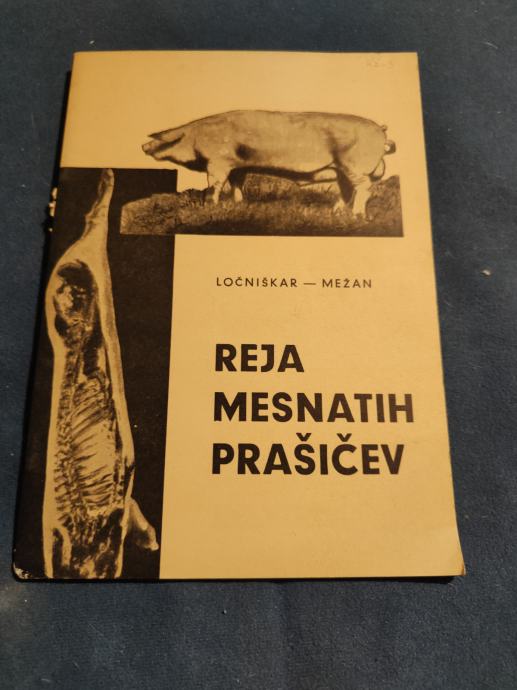 LOČNIŠKAR — MEŽAN
REJA
MESNATIH
PRAŠIČEV